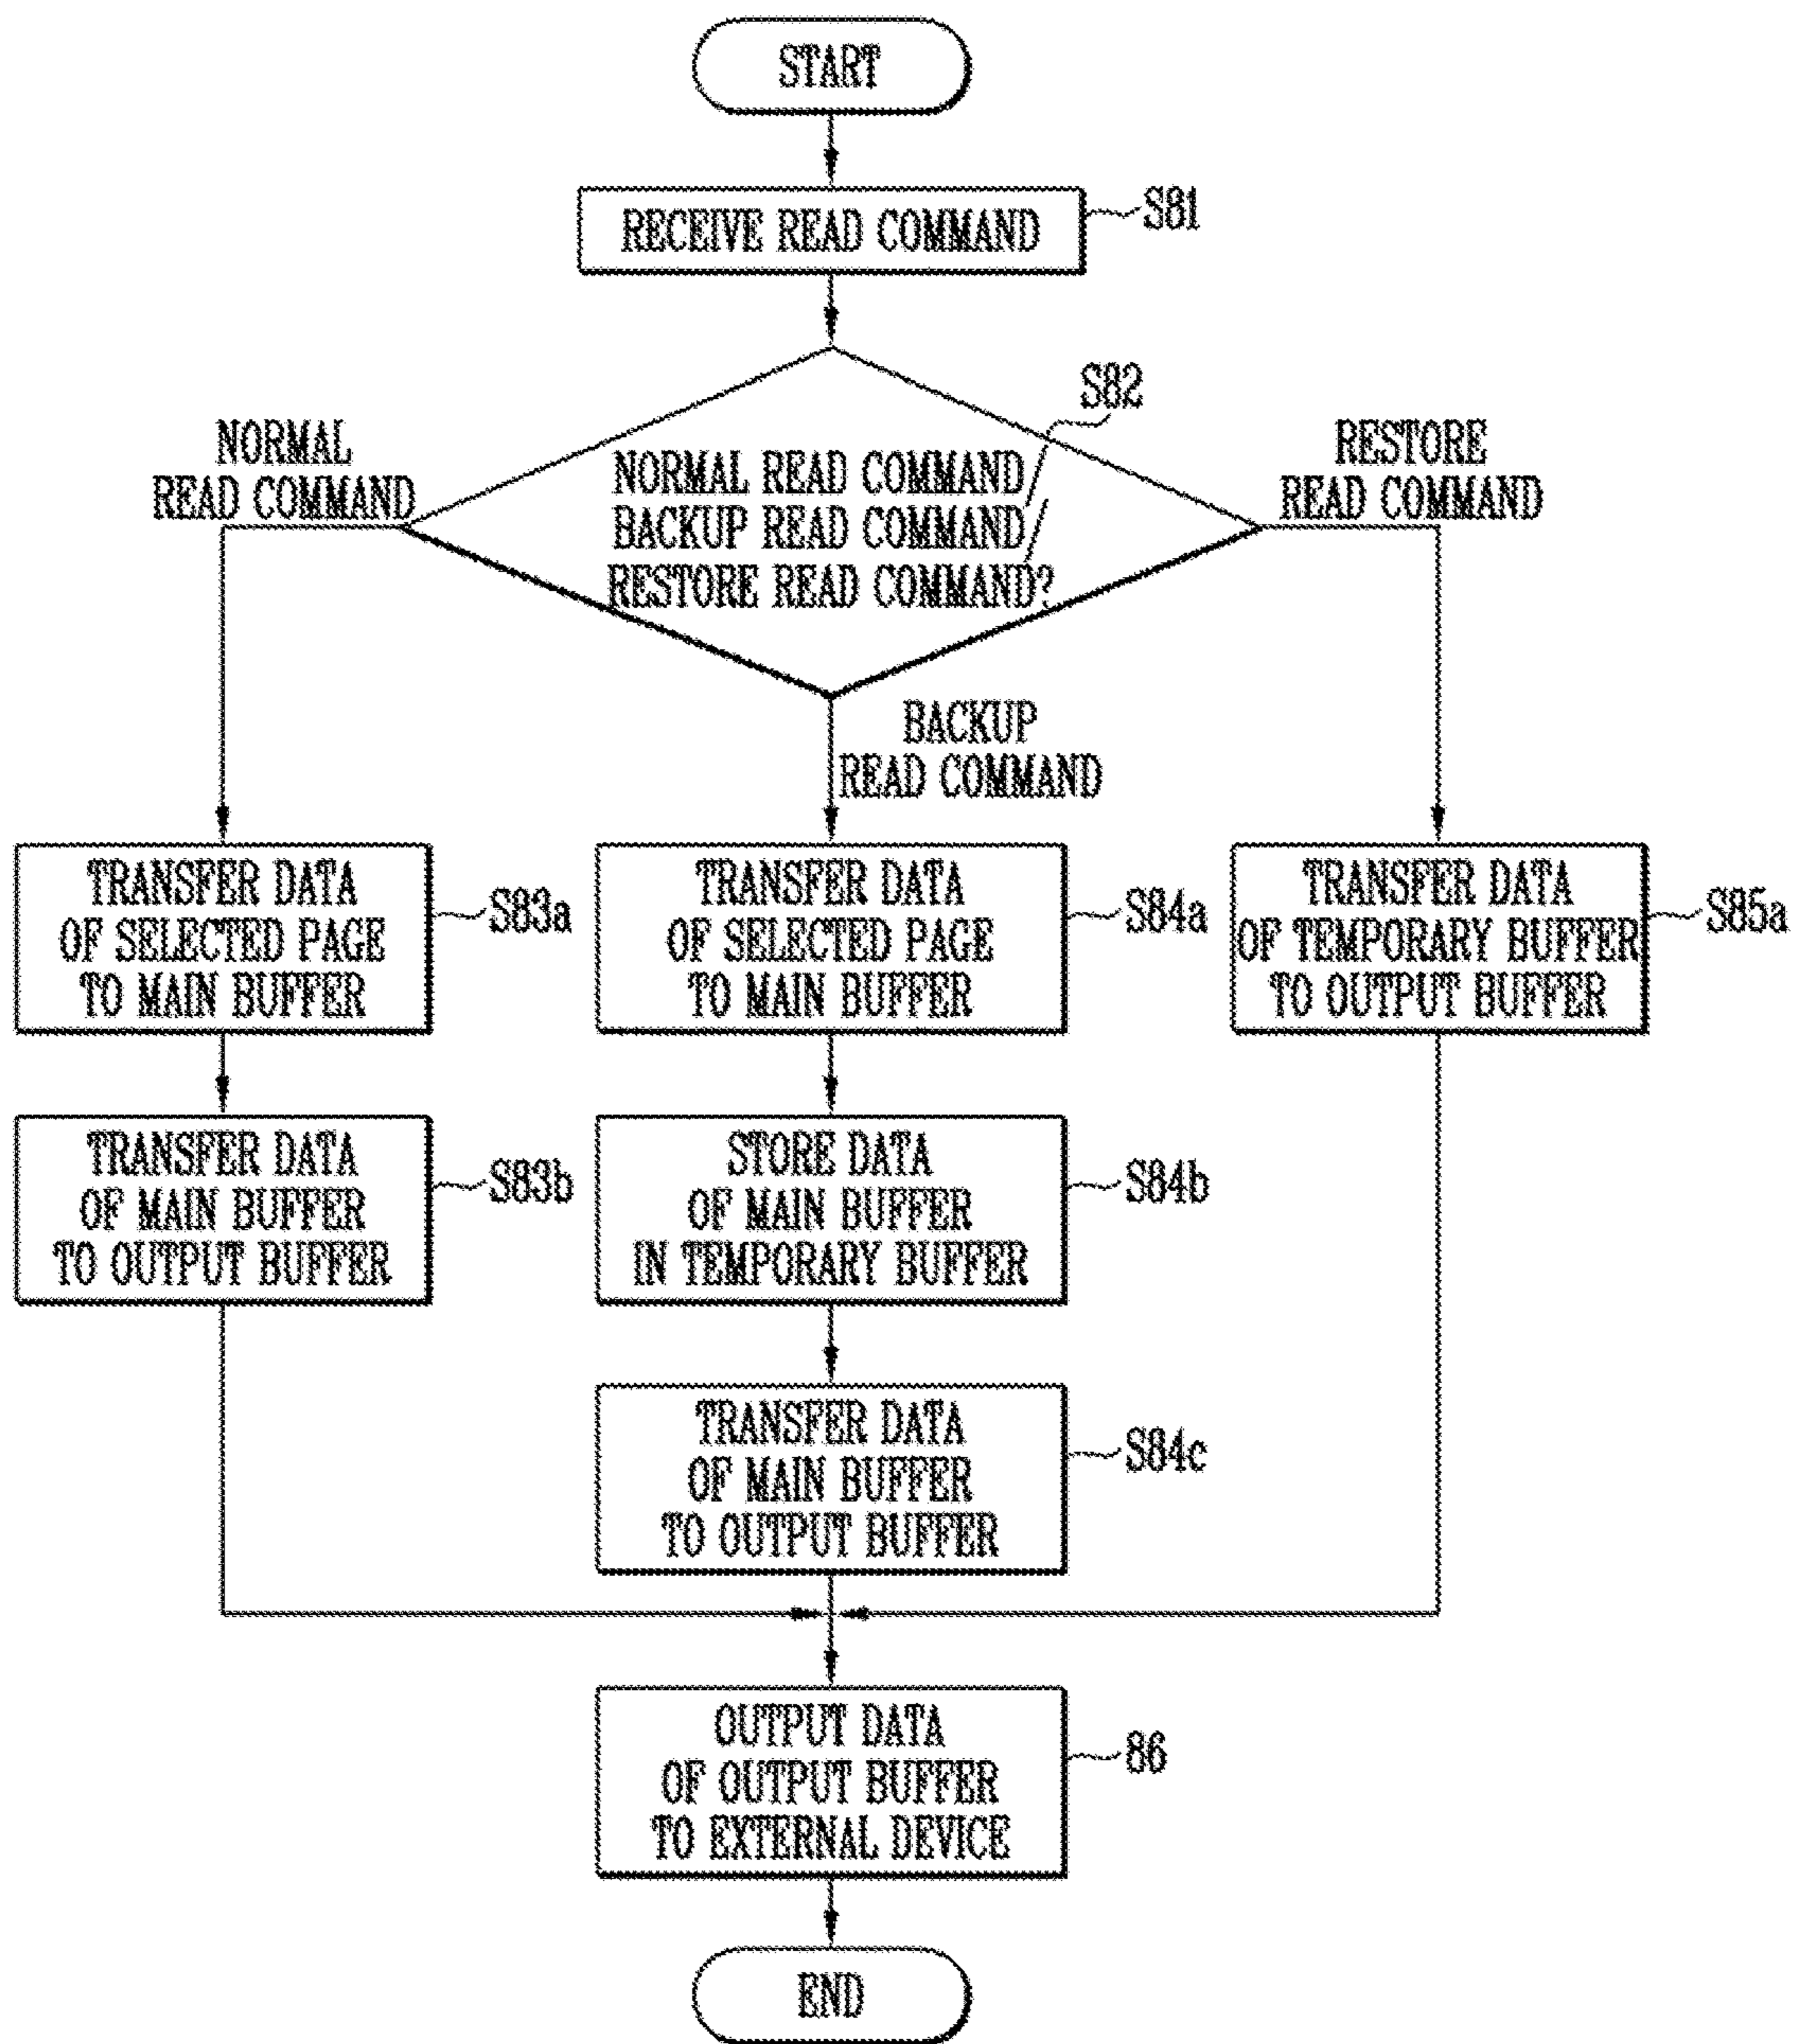 START
RECEIVE READ COMMAND
S81
S82
NORMAL
READ COMMAND
NORMAL READ COMMAND/
BACKUP READ COMMAND/
RESTORE READ COMMAND?
RESTORE
READ COMMAND
BACKUP
READ COMMAND
TRANSFER DATA
OF SELECTED PAGE
TO MAIN BUFFER
S83a
TRANSFER DATA
OF SELECTED PAGE
TO MAIN BUFFER
S84a
TRANSFER DATA
OF TEMPORARY BUFFER
TO OUTPUT BUFFER
S85a
TRANSFER DATA
OF MAIN BUFFER
TO OUTPUT BUFFER
S83b
STORE DATA
OF MAIN BUFFER
IN TEMPORARY BUFFER
S84b
TRANSFER DATA
OF MAIN BUFFER
TO OUTPUT BUFFER
S84c
OUTPUT DATA
OF OUTPUT BUFFER
TO EXTERNAL DEVICE
86
END